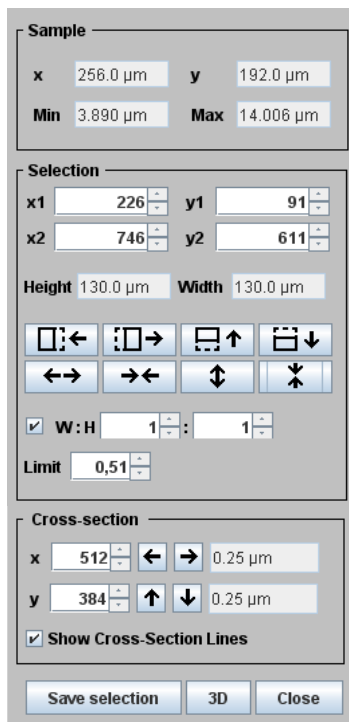 Sample
x 256.0 µm y 192.0 µm
Min 3.890 µm Max 14.006 µm
Selection
x1 226 y1 91
x2 746 y2 611
Height 130.0 µm Width 130.0 µm
W : H 1 : 1
Limit 0,51
Cross-section
x 512 0.25 µm
y 384 0.25 µm
Show Cross-Section Lines
Save selection 3D Close